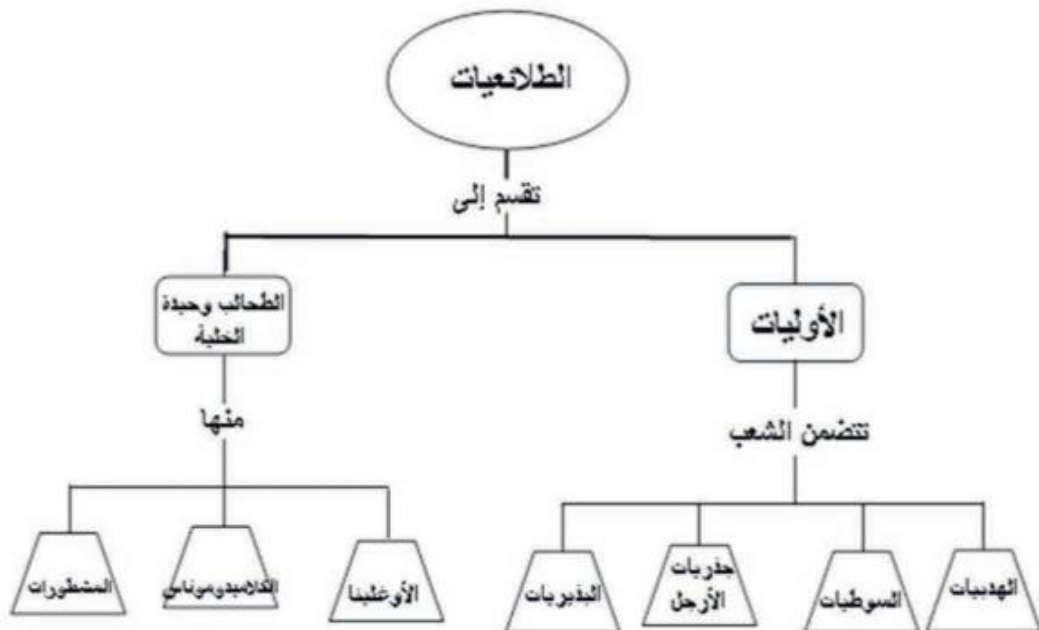 الطلائعيات
تقسم إلى
الأوليات
الطحالب وحيدة
الخلية
تتضمن الشعب
منها
الهدبيات
السوطيات
جذريات
الأرجل
البذيريات
الأوغلينا
الكلاميدوموناس
المشطورات